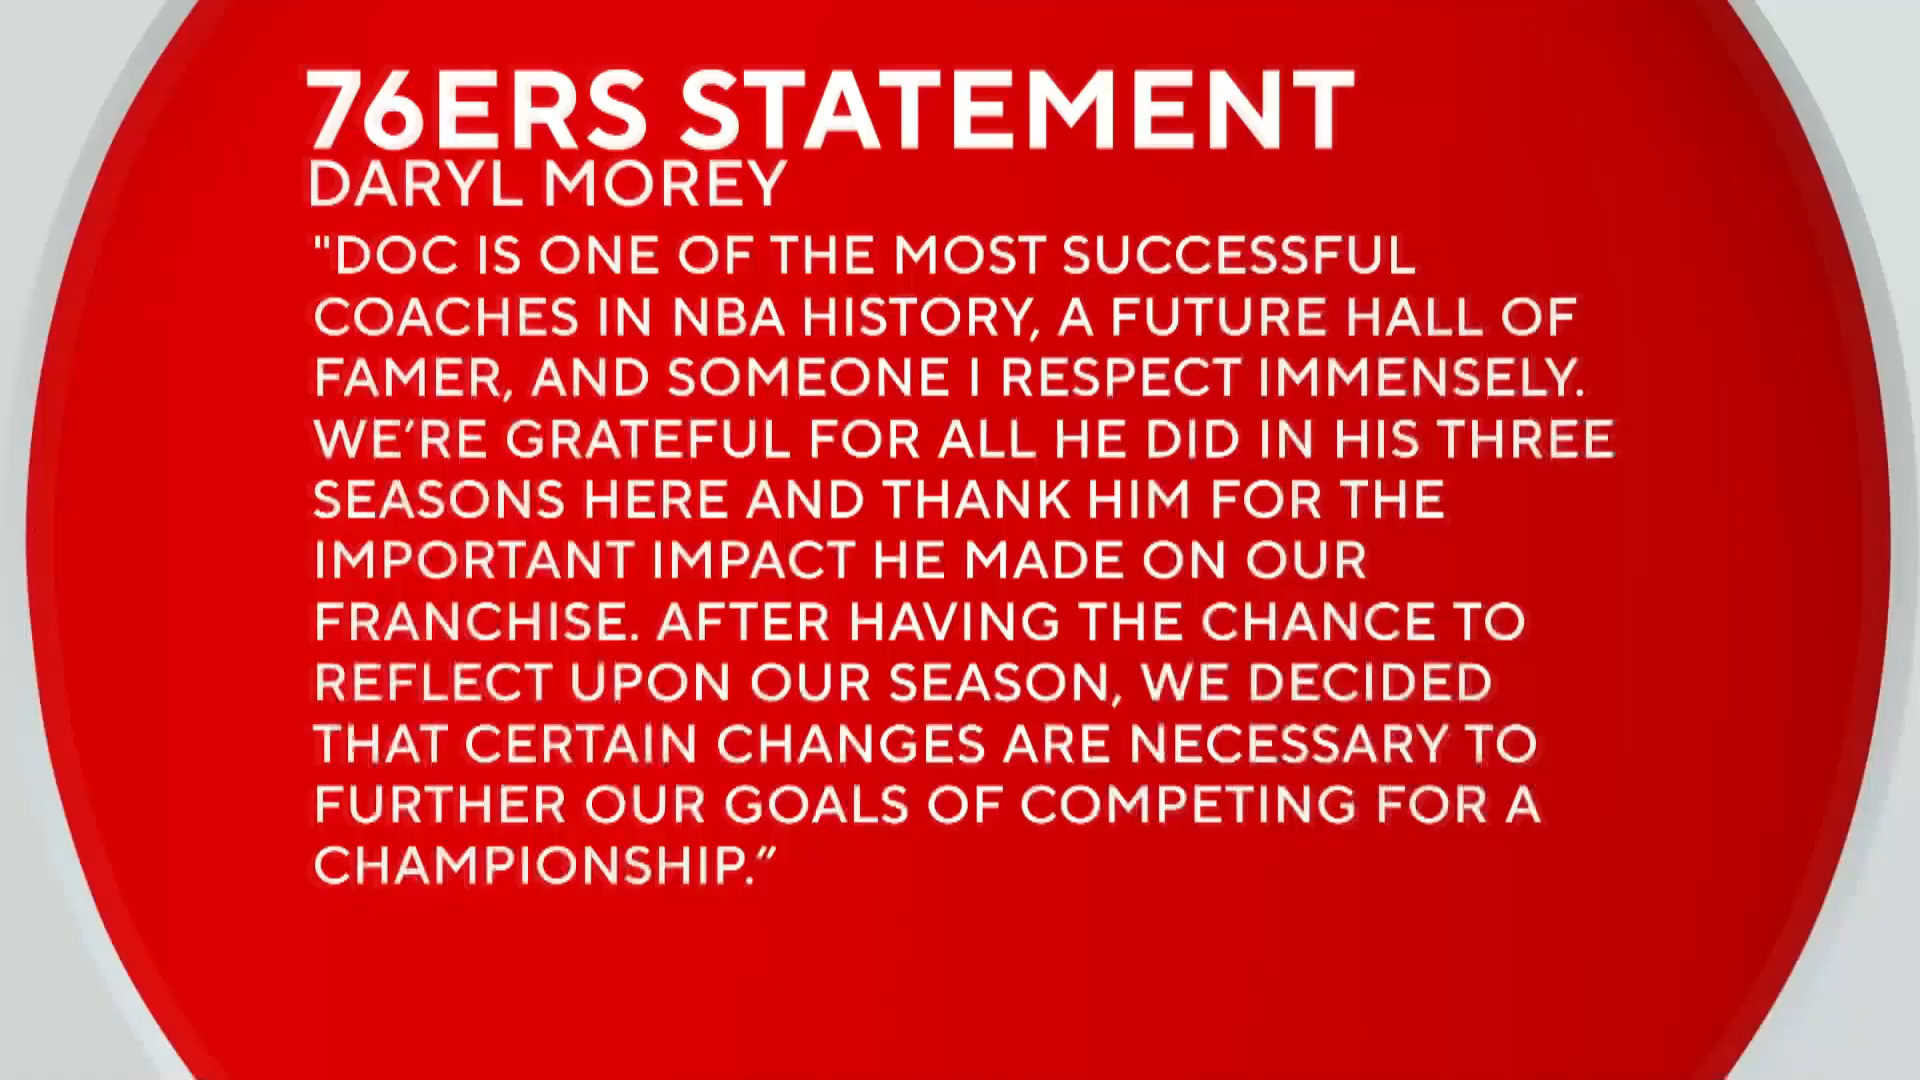 76ERS STATEMENT
DARYL MOREY
"DOC IS ONE OF THE MOST SUCCESSFUL
COACHES IN NBA HISTORY, A FUTURE HALL OF
FAMER, AND SOMEONE I RESPECT IMMENSELY.
WE’RE GRATEFUL FOR ALL HE DID IN HIS THREE
SEASONS HERE AND THANK HIM FOR THE
IMPORTANT IMPACT HE MADE ON OUR
FRANCHISE. AFTER HAVING THE CHANCE TO
REFLECT UPON OUR SEASON, WE DECIDED
THAT CERTAIN CHANGES ARE NECESSARY TO
FURTHER OUR GOALS OF COMPETING FOR A
CHAMPIONSHIP.”